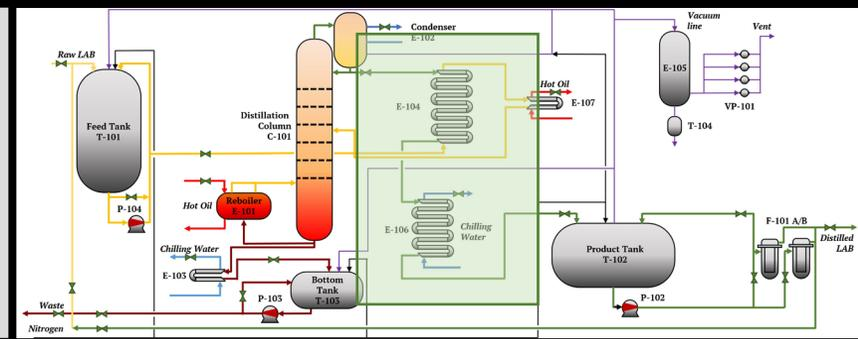 Raw LAB
Feed Tank
T-101
P-104
Distillation
Column
C-101
Condenser
E-102
E-104
Hot Oil
E-107
Vacuum
line
Vent
E-105
VP-101
T-104
Hot Oil
Reboiler
E-101
Chilling Water
E-103
E-106
Chilling
Water
Bottom
Tank
T-103
P-103
Product Tank
T-102
P-102
F-101 A/B
Distilled
LAB
Waste
Nitrogen